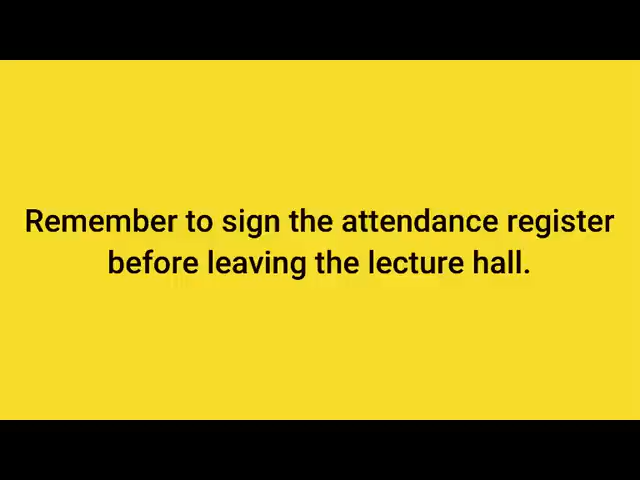 Remember to sign the attendance register
before leaving the lecture hall.